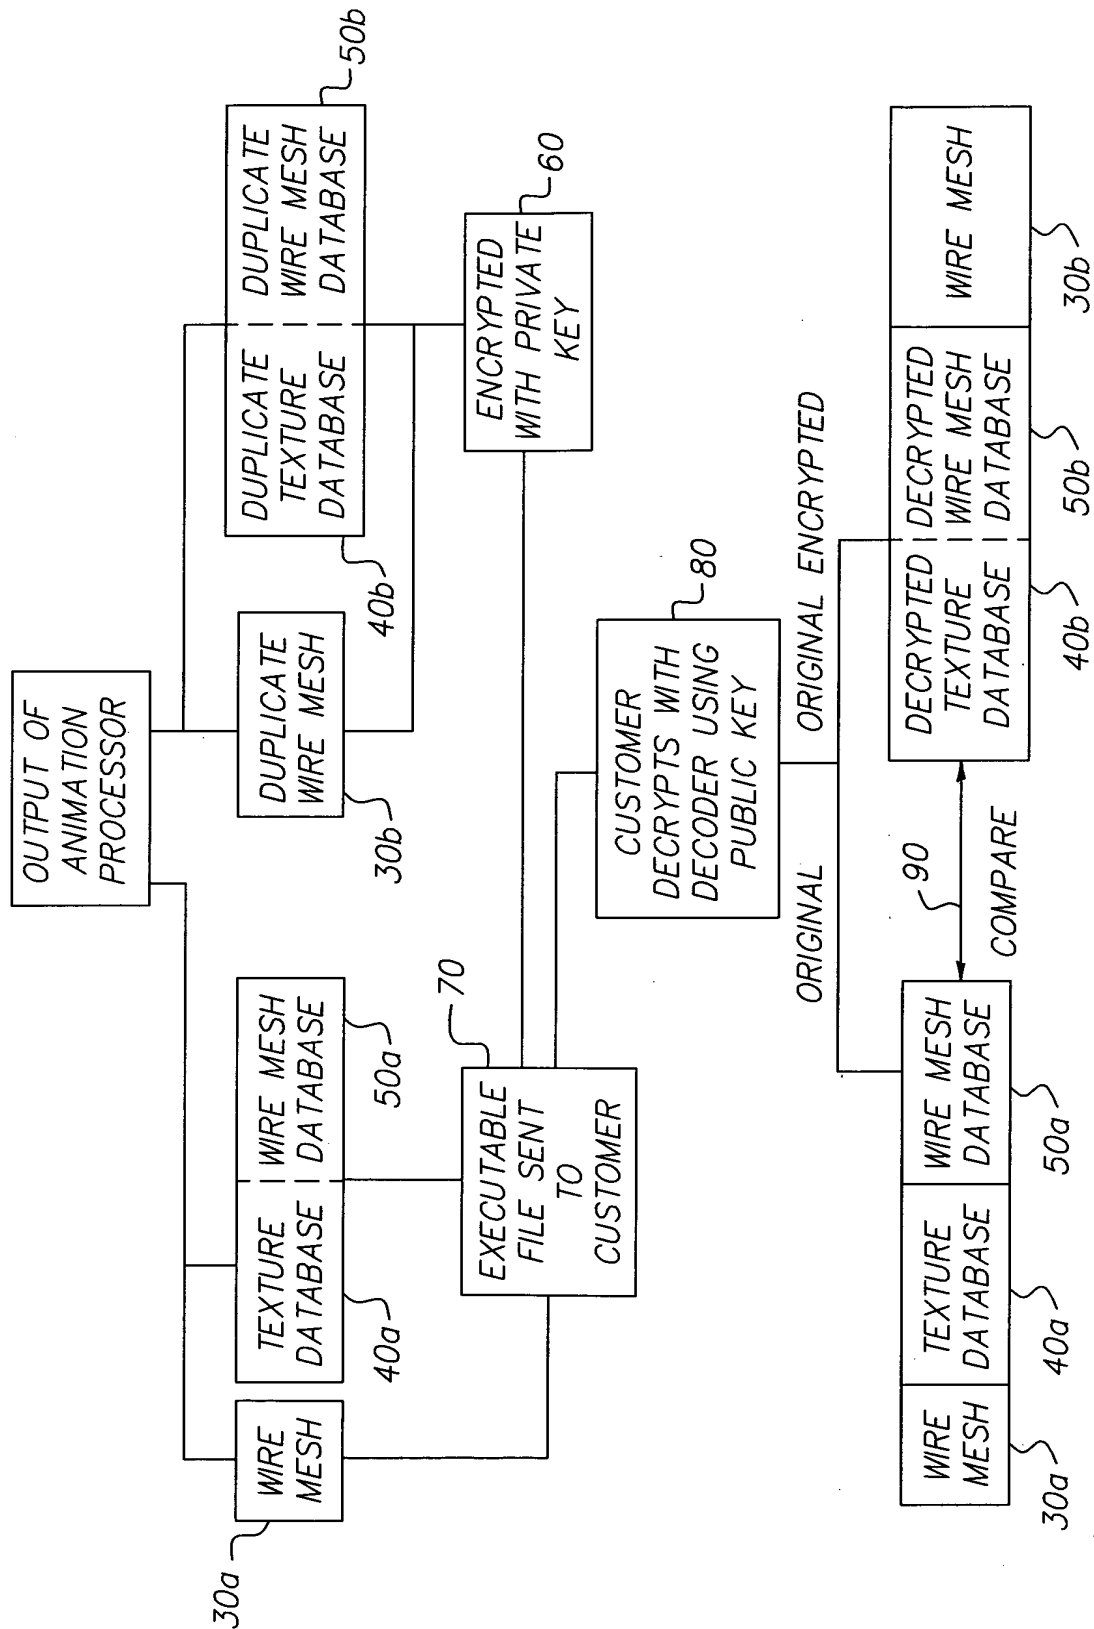 OUTPUT OF
ANIMATION
PROCESSOR
30a
WIRE
MESH
TEXTURE
DATABASE
40a
WIRE MESH
DATABASE
50a
DUPLICATE
WIRE MESH
30b
DUPLICATE
TEXTURE
DATABASE
40b
DUPLICATE
WIRE MESH
DATABASE
50b
ENCRYPTED
WITH PRIVATE
KEY
60
EXECUTABLE
FILE SENT
TO
CUSTOMER
70
CUSTOMER
DECRYPTS WITH
DECODER USING
PUBLIC KEY
80
ORIGINAL
ORIGINAL ENCRYPTED
WIRE
MESH
30a
TEXTURE
DATABASE
40a
WIRE MESH
DATABASE
50a
90
COMPARE
DECRYPTED
TEXTURE
DATABASE
40b
DECRYPTED
WIRE MESH
DATABASE
50b
WIRE MESH
30b